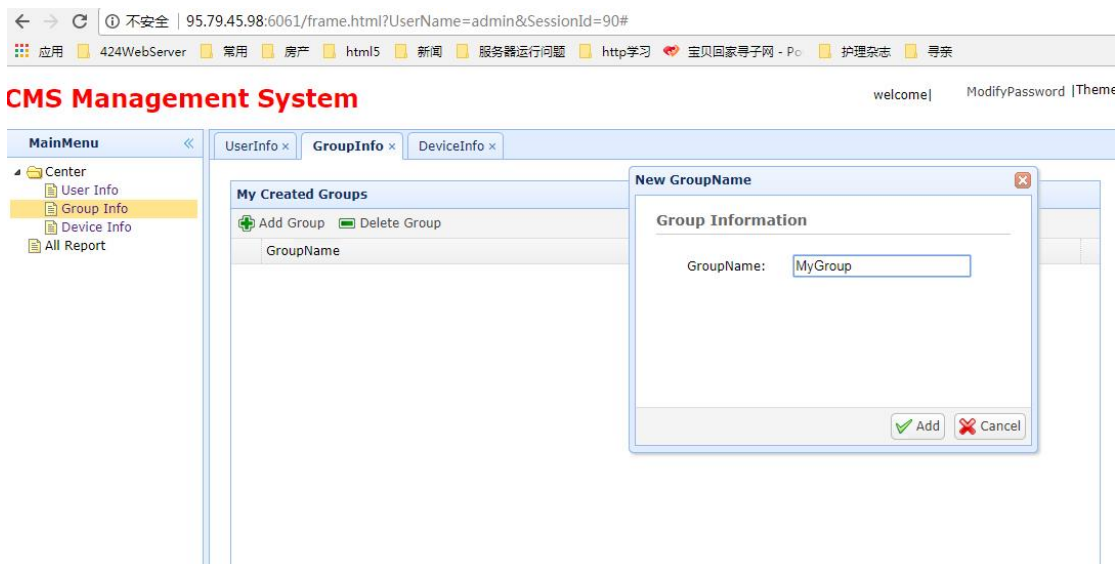 不安全 | 95.79.45.98:6061/frame.html?UserName=admin&SessionId=90#
应用 424WebServer 常用 房产 html5 新闻 服务器运行问题 http学习 宝贝回家寻子网 - Po 护理杂志 寻亲
CMS Management System
welcome| ModifyPassword |Theme
MainMenu
UserInfo × GroupInfo × DeviceInfo ×
Center
User Info
Group Info
Device Info
All Report
My Created Groups
Add Group Delete Group
GroupName
New GroupName
Group Information
GroupName: MyGroup
Add Cancel